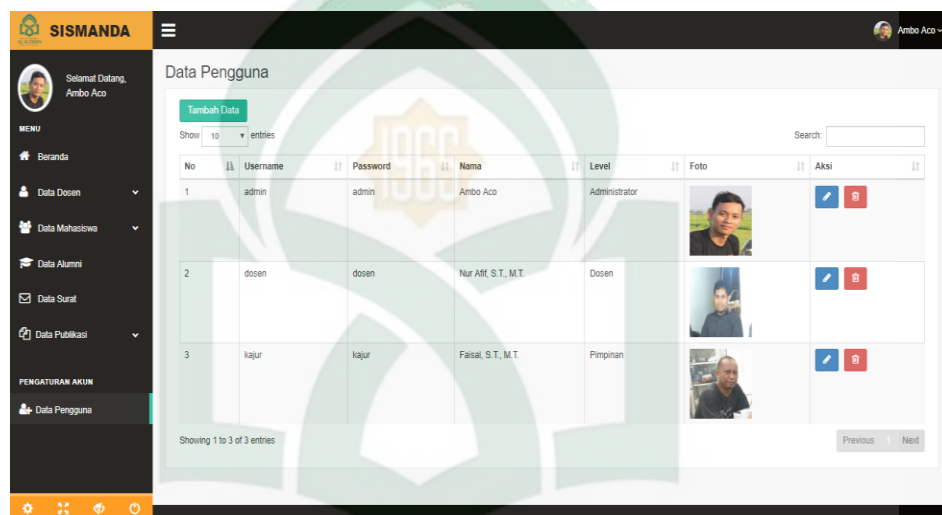 SISMANDA
Ambo Aco
Selamat Datang,
Ambo Aco
MENU
Beranda
Data Dosen
Data Mahasiswa
Data Alumni
Data Surat
Data Publikasi
PENGATURAN AKUN
Data Pengguna
Data Pengguna
Tambah Data
Show 10 entries
Search:
No Username Password Nama Level Foto Aksi
1 admin admin Ambo Aco Administrator
2 dosen dosen Nur Afif, S.T., M.T. Dosen
3 kajur kajur Faisal, S.T., M.T. Pimpinan
Showing 1 to 3 of 3 entries
Previous 1 Next
1966